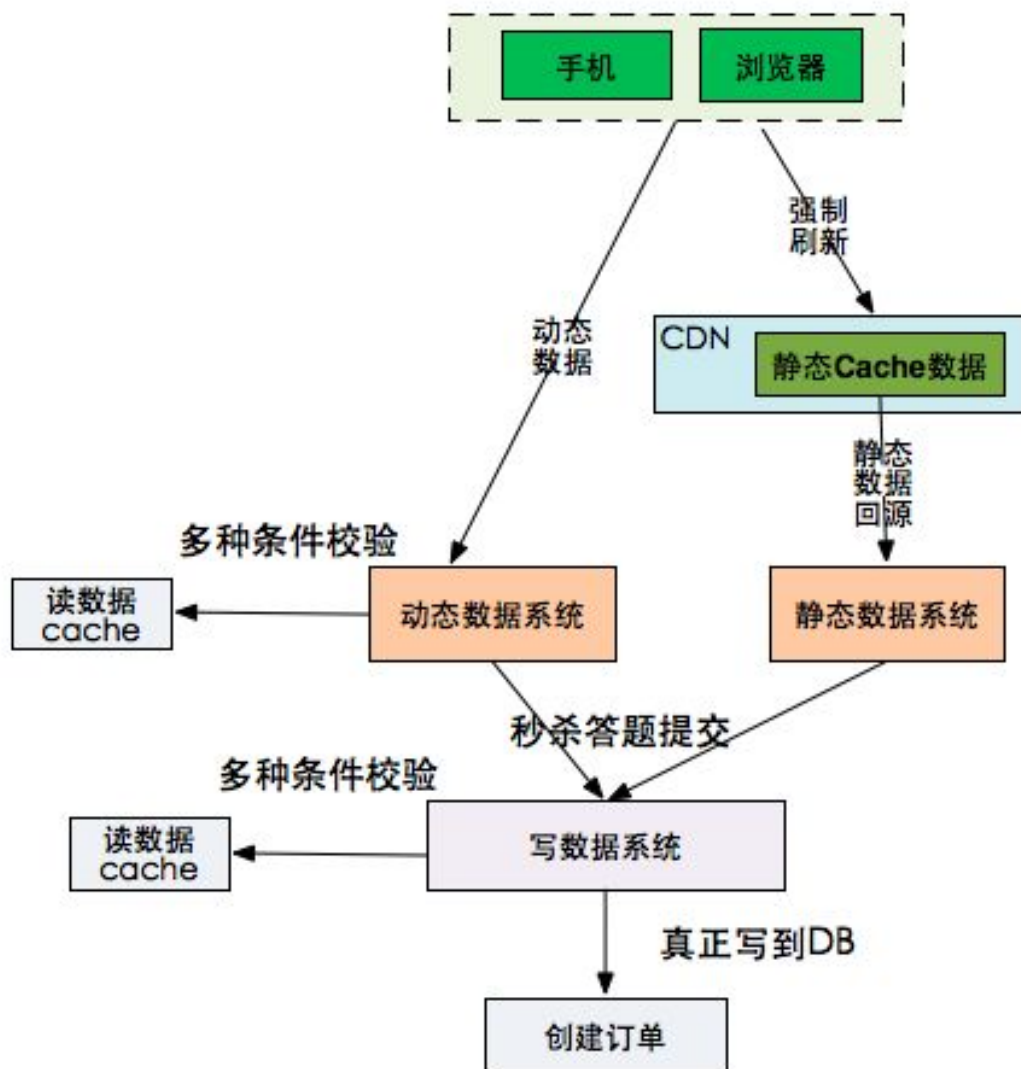 手机
浏览器
强制
刷新
动态
数据
CDN
静态Cache数据
静态
数据
回源
多种条件校验
读数据
cache
动态数据系统
静态数据系统
秒杀答题提交
多种条件校验
读数据
cache
写数据系统
真正写到DB
创建订单